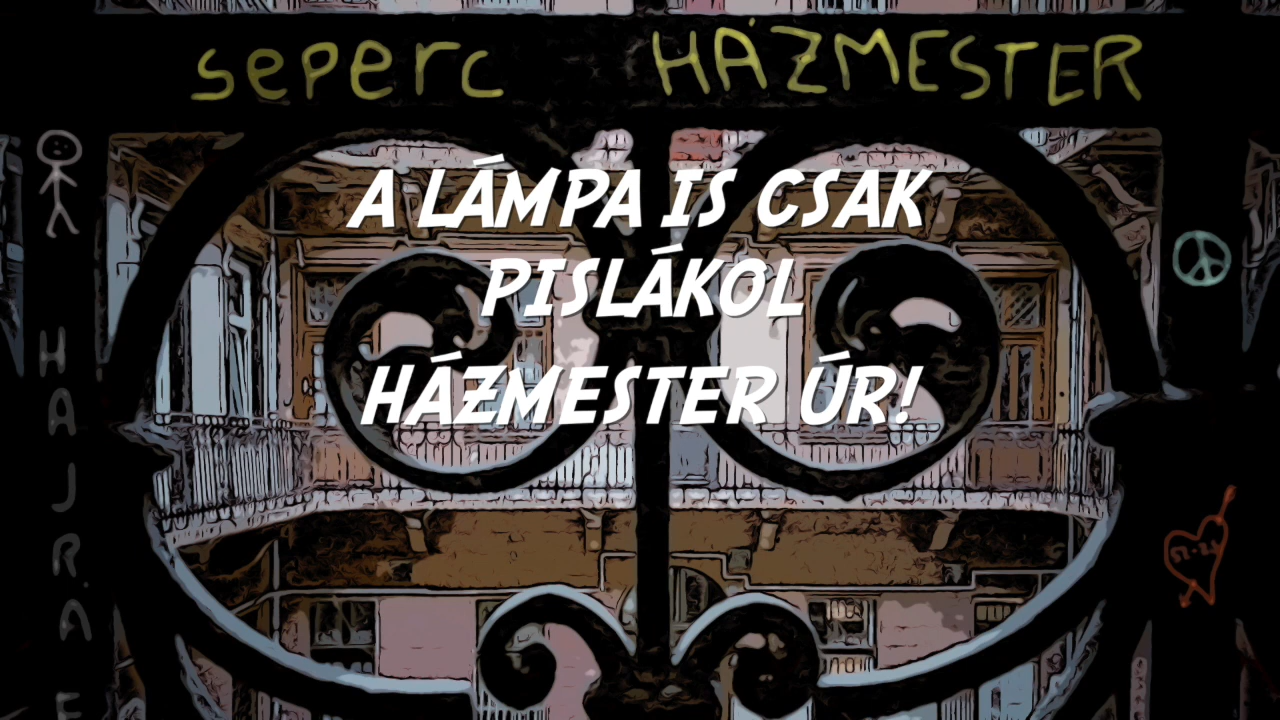 seperc HÁZMESTER
A LÁMPA IS CSAK
PISLÁKOL
HÁZMESTER ÚR!
HAJRÁ F